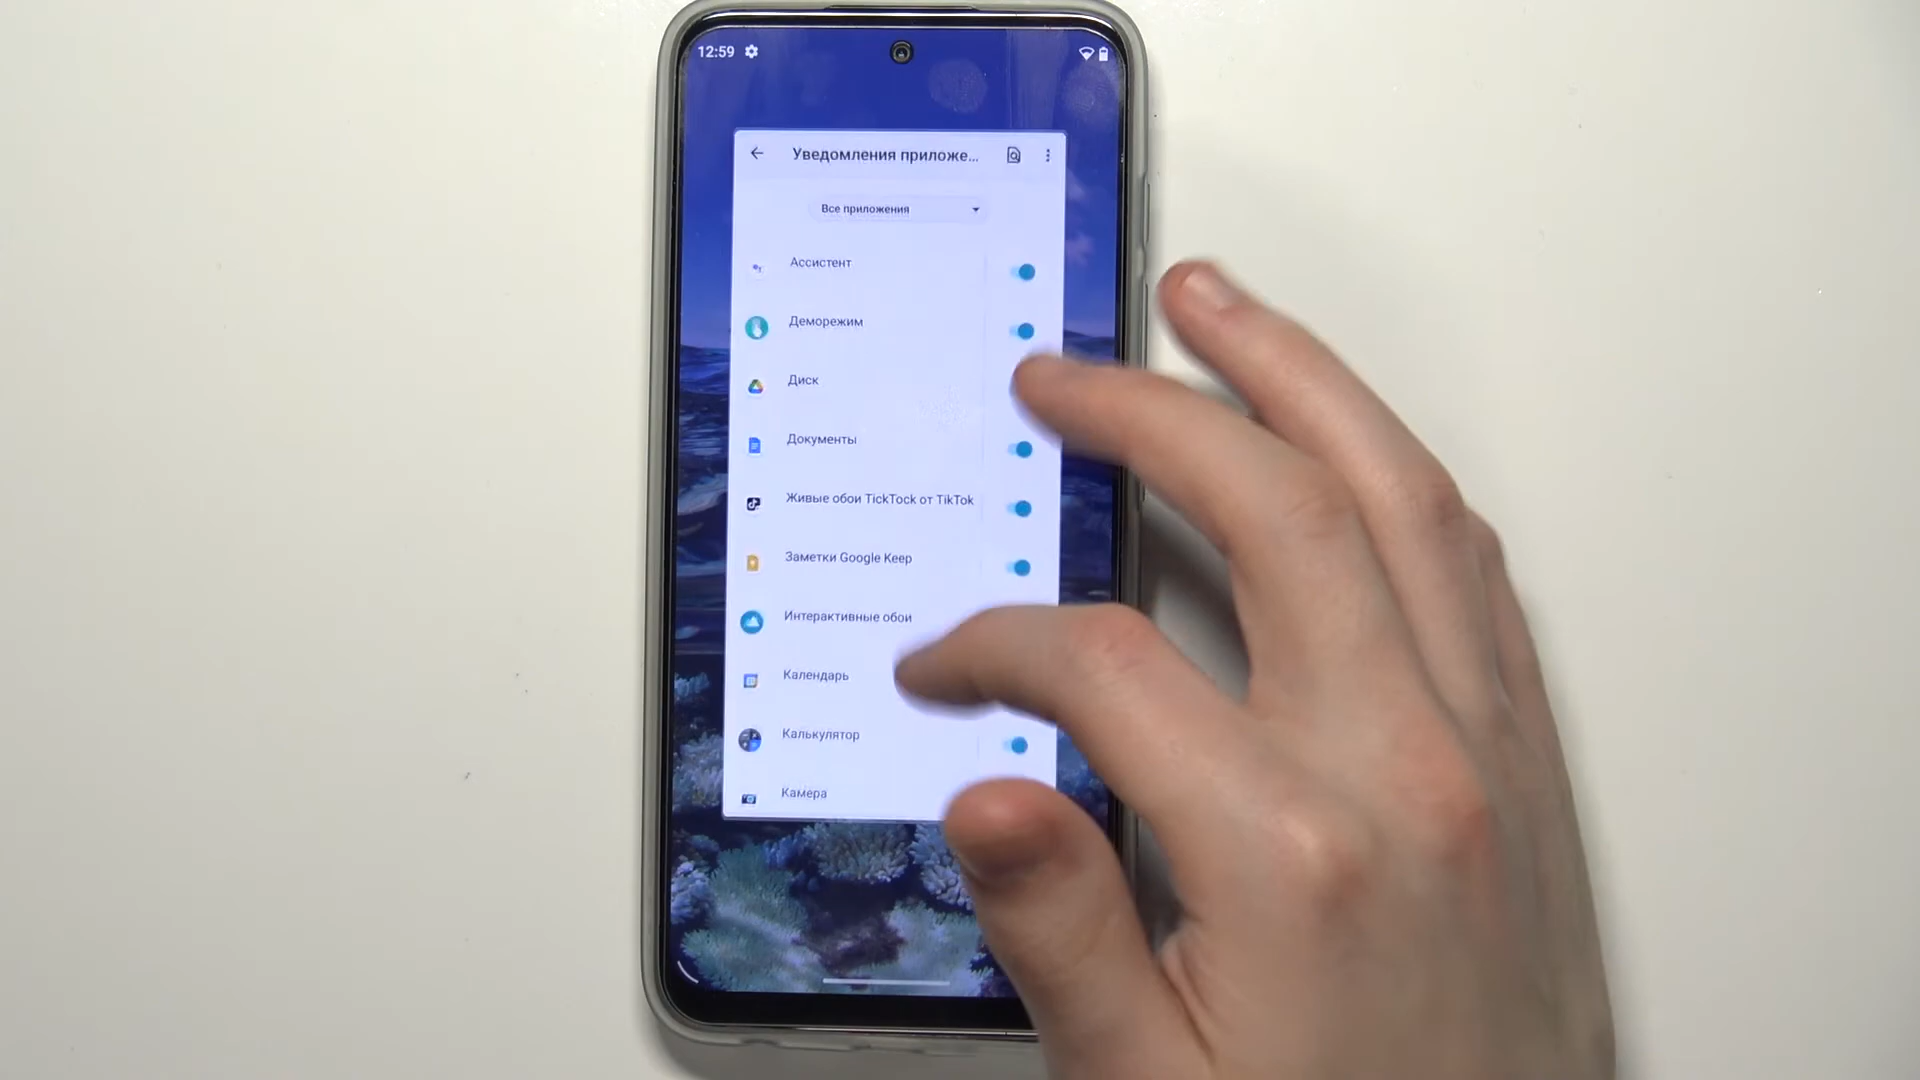 12:59
Уведомления приложе...
Все приложения
Ассистент
Деморежим
Диск
Документы
Живые обои TickTock от TikTok
Заметки Google Keep
Интерактивные обои
Календарь
Калькулятор
Камера